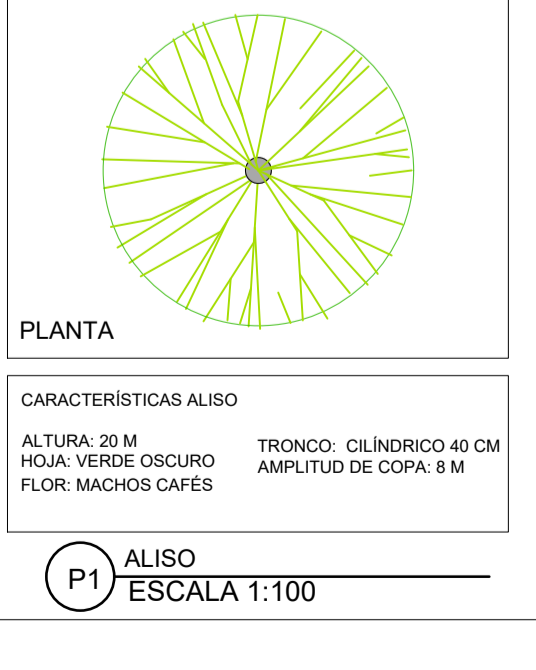 PLANTA
CARACTERÍSTICAS ALISO
ALTURA: 20 M
HOJA: VERDE OSCURO
FLOR: MACHOS CAFÉS
TRONCO: CILÍNDRICO 40 CM
AMPLITUD DE COPA: 8 M
P1
ALISO
ESCALA 1:100